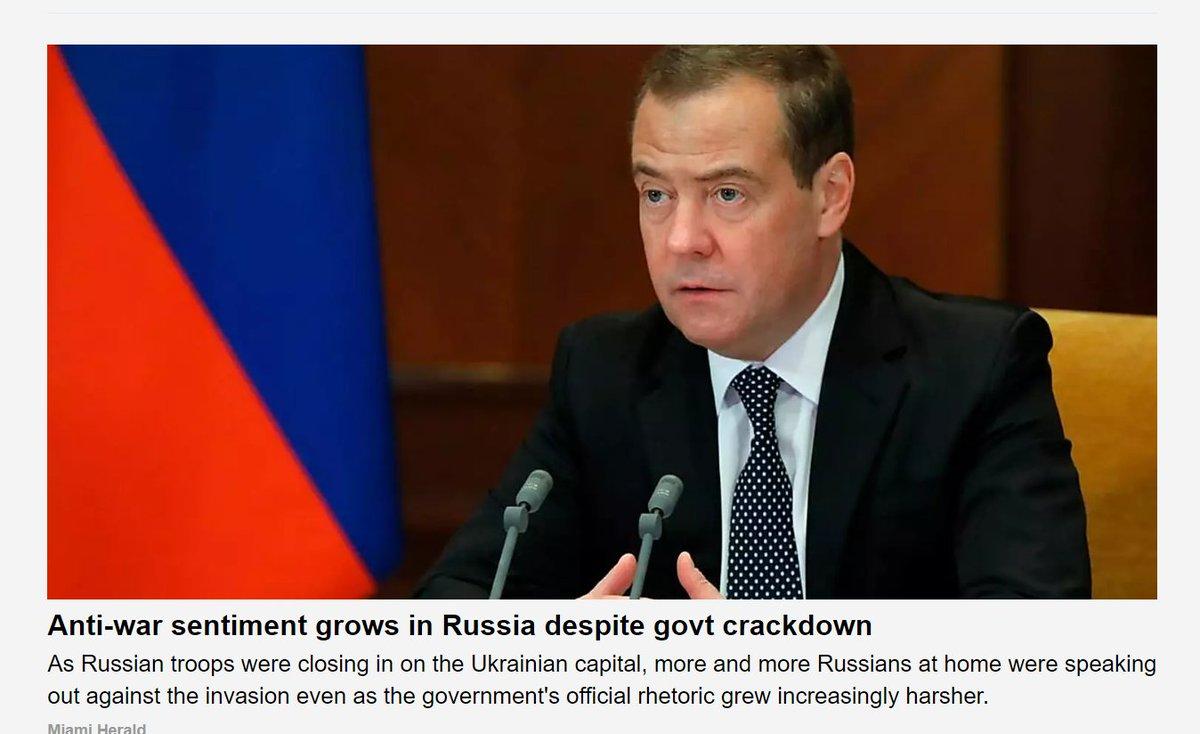 Anti-war sentiment grows in Russia despite govt crackdown
As Russian troops were closing in on the Ukrainian capital, more and more Russians at home were speaking
out against the invasion even as the government's official rhetoric grew increasingly harsher.
Miami Herald